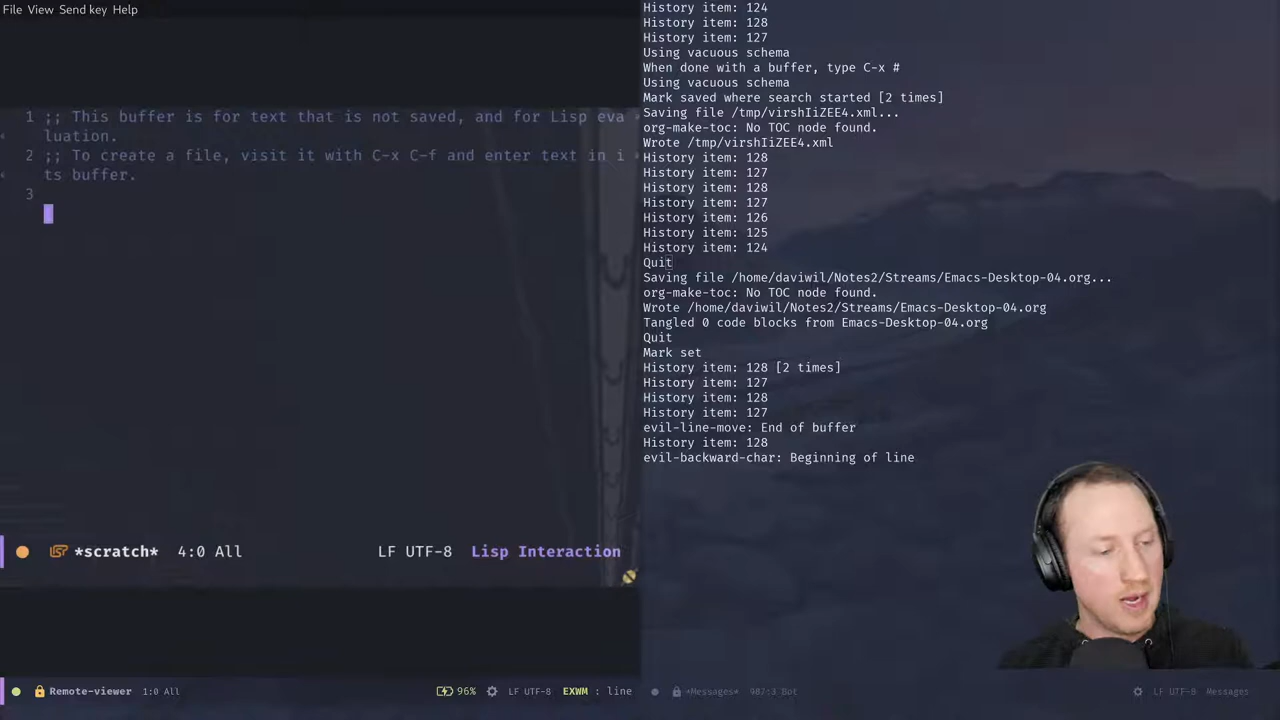 File View Send key Help
1 ;; This buffer is for text that is not saved, and for Lisp eva
luation.
2 ;; To create a file, visit it with C-x C-f and enter text in i
ts buffer.
3
*scratch* 4:0 All LF UTF-8 Lisp Interaction
Remote-viewer 1:0 All 96% LF UTF-8 EXWM : line
History item: 124
History item: 128
History item: 127
Using vacuous schema
When done with a buffer, type C-x #
Using vacuous schema
Mark saved where search started [2 times]
Saving file /tmp/virshIiZEE4.xml...
org-make-toc: No TOC node found.
Wrote /tmp/virshIiZEE4.xml
History item: 128
History item: 127
History item: 128
History item: 127
History item: 126
History item: 125
History item: 124
Quit
Saving file /home/daviwil/Notes2/Streams/Emacs-Desktop-04.org...
org-make-toc: No TOC node found.
Wrote /home/daviwil/Notes2/Streams/Emacs-Desktop-04.org
Tangled 0 code blocks from Emacs-Desktop-04.org
Quit
Mark set
History item: 128 [2 times]
History item: 127
History item: 128
History item: 127
evil-line-move: End of buffer
History item: 128
evil-backward-char: Beginning of line
*Messages* 987:3 Bot LF UTF-8 Messages